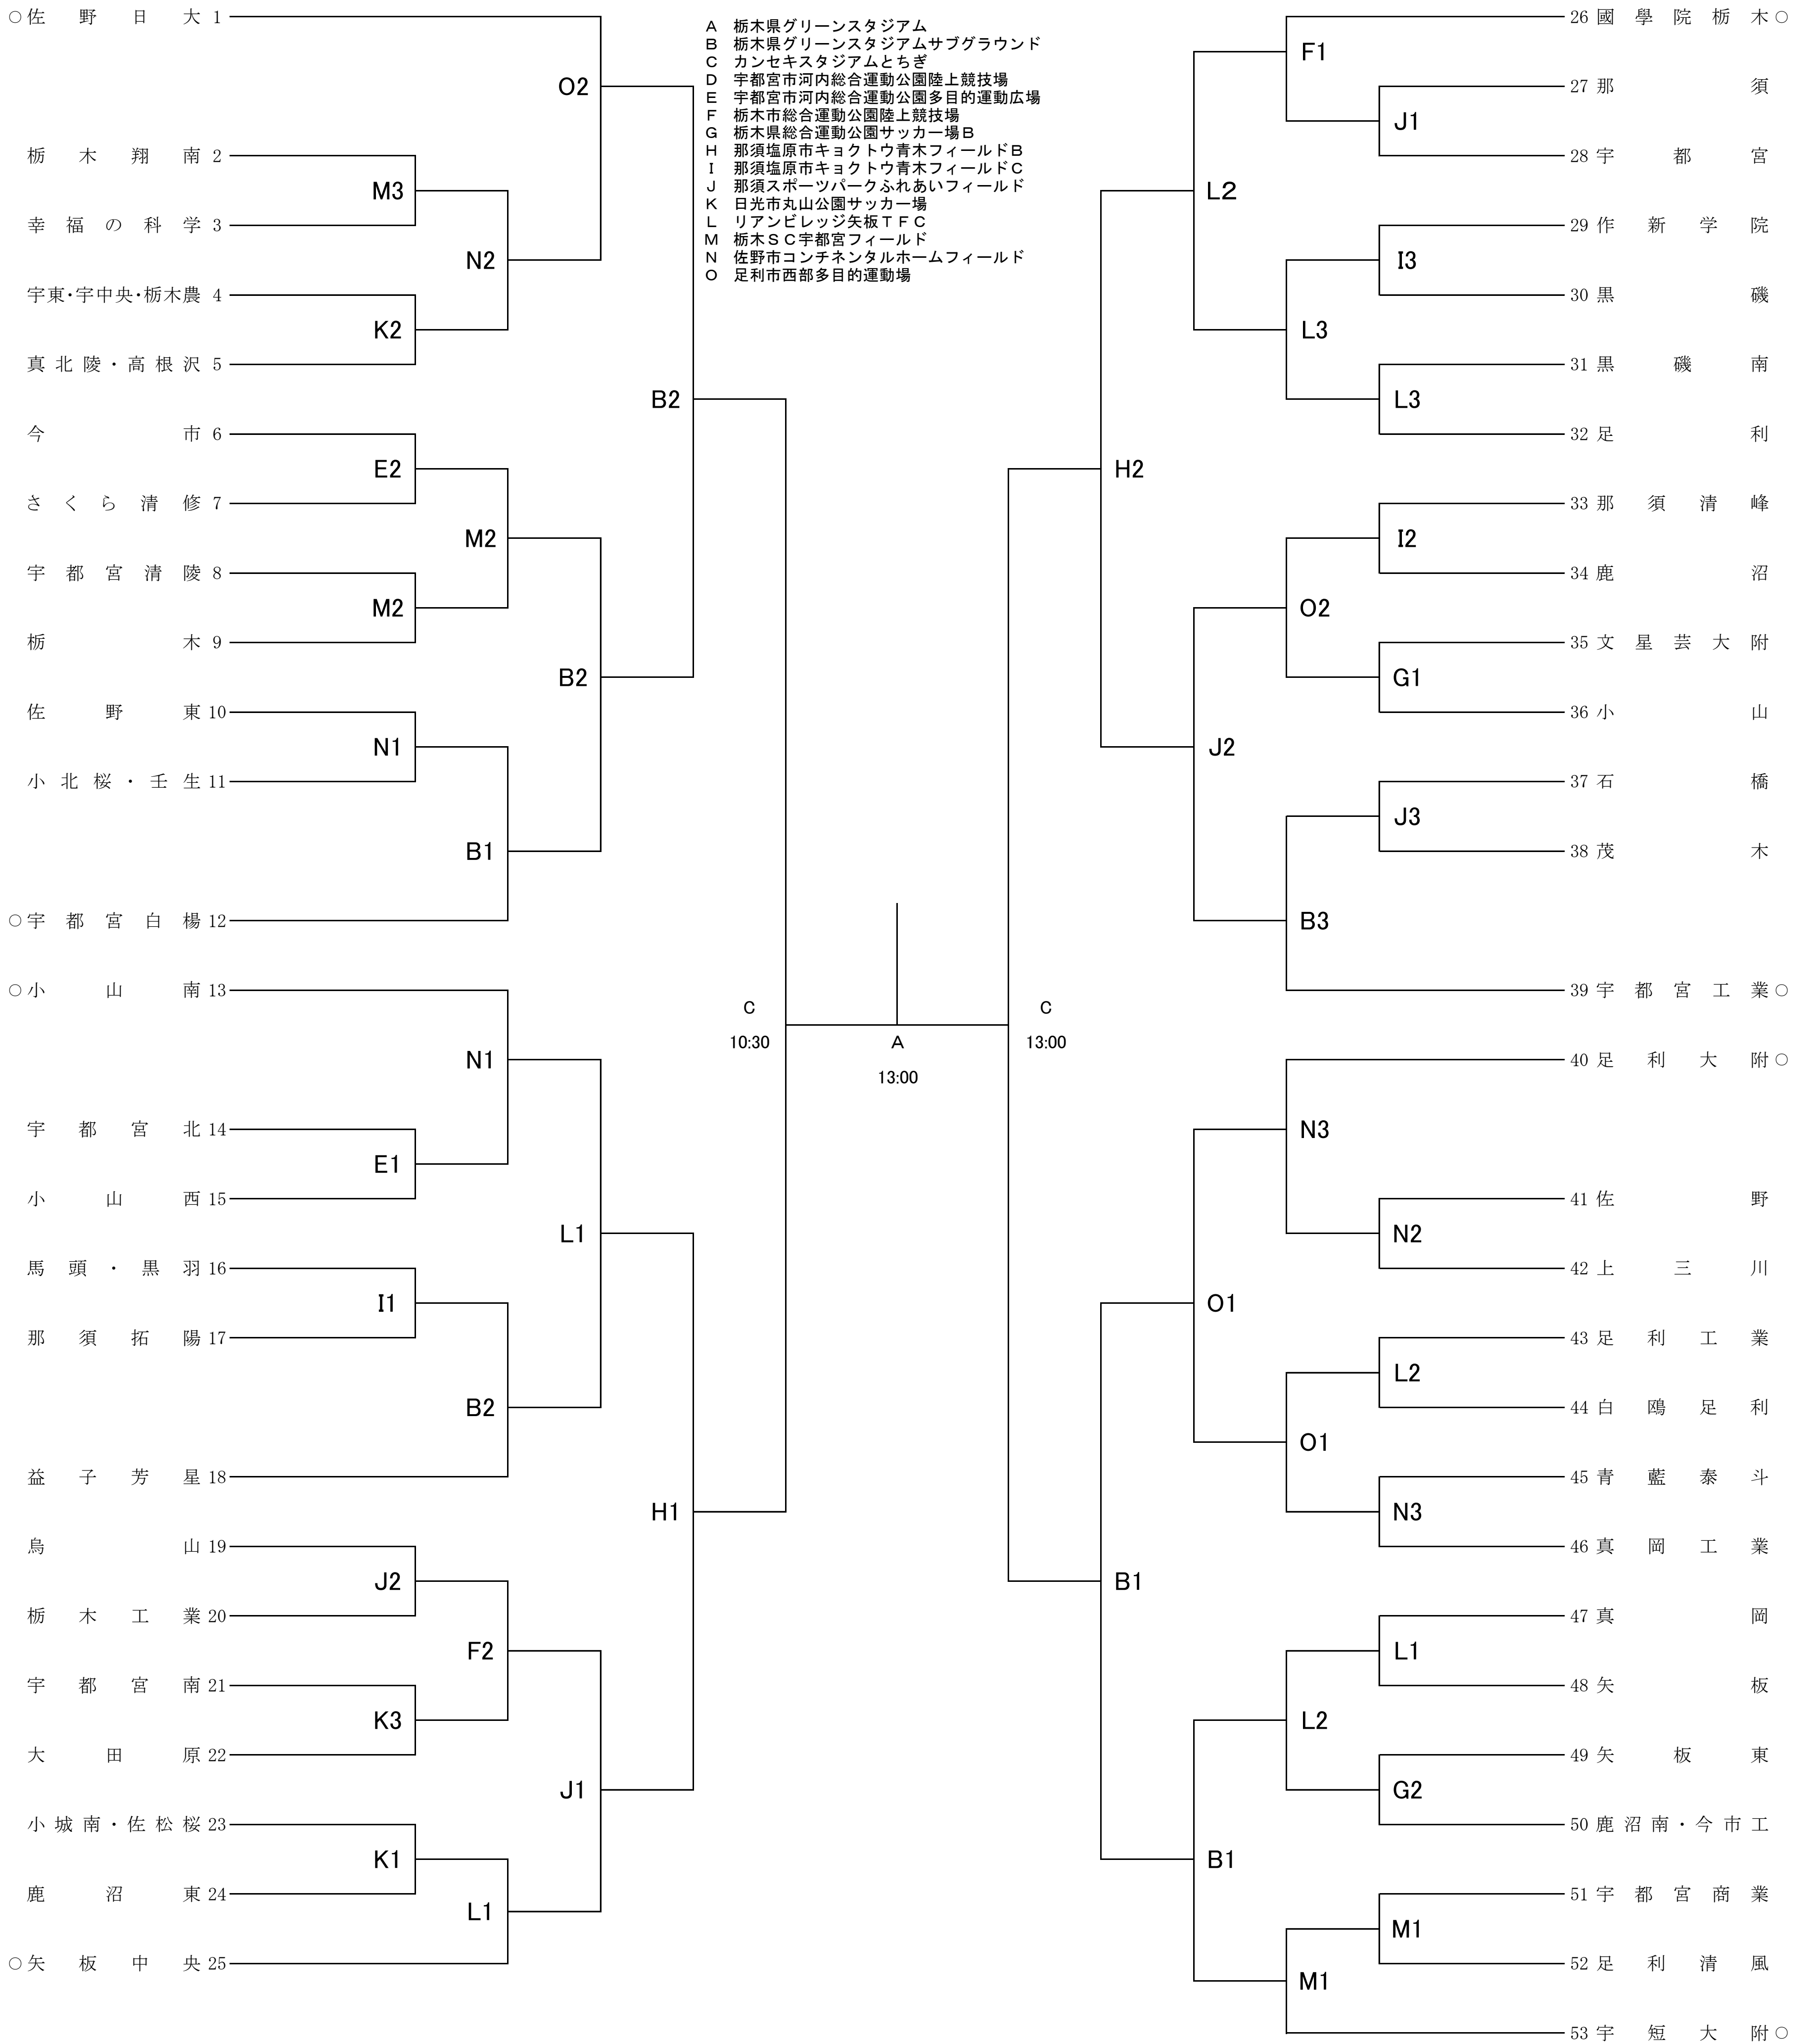 ○佐野日大 1
O2
栃木翔南 2
M3
幸福の科学 3
N2
宇東・宇中央・栃木農 4
K2
真北陵・高根沢 5
B2
今市 6
E2
さくら清修 7
M2
宇都宮清陵 8
M2
栃木 9
B2
佐野東 10
N1
小北桜・壬生 11
B1
○宇都宮白楊 12
○小山南 13
N1
宇都宮北 14
E1
小山西 15
L1
馬頭・黒羽 16
I1
那須拓陽 17
B2
益子芳星 18
H1
烏山 19
J2
栃木工業 20
F2
宇都宮南 21
K3
大田原 22
J1
小城南・佐松桜 23
K1
鹿沼東 24
L1
○矢板中央 25
A 栃木県グリーンスタジアム
B 栃木県グリーンスタジアムサブグラウンド
C カンセキスタジアムとちぎ
D 宇都宮市河内総合運動公園陸上競技場
E 宇都宮市河内総合運動公園多目的運動広場
F 栃木市総合運動公園陸上競技場
G 栃木県総合運動公園サッカー場B
H 那須塩原市キョクトウ青木フィールドB
I 那須塩原市キョクトウ青木フィールドC
J 那須スポーツパークふれあいフィールド
K 日光市丸山公園サッカー場
L リアンビレッジ矢板TFC
M 栃木SC宇都宮フィールド
N 佐野市コンチネンタルホームフィールド
O 足利市西部多目的運動場
C
10:30
A
13:00
C
13:00
26 國學院栃木○
F1
27 那須
J1
28 宇都宮
L2
29 作新学院
I3
30 黒磯
L3
31 黒磯南
L3
32 足利
H2
33 那須清峰
I2
34 鹿沼
O2
35 文星芸大附
G1
36 小山
J2
37 石橋
J3
38 茂木
B3
39 宇都宮工業○
40 足利大附○
N3
41 佐野
N2
42 上三川
O1
43 足利工業
L2
44 白鴎足利
O1
45 青藍泰斗
N3
46 真岡工業
B1
47 真岡
L1
48 矢板
L2
49 矢板東
G2
50 鹿沼南・今市工
B1
51 宇都宮商業
M1
52 足利清風
M1
53 宇短大附○